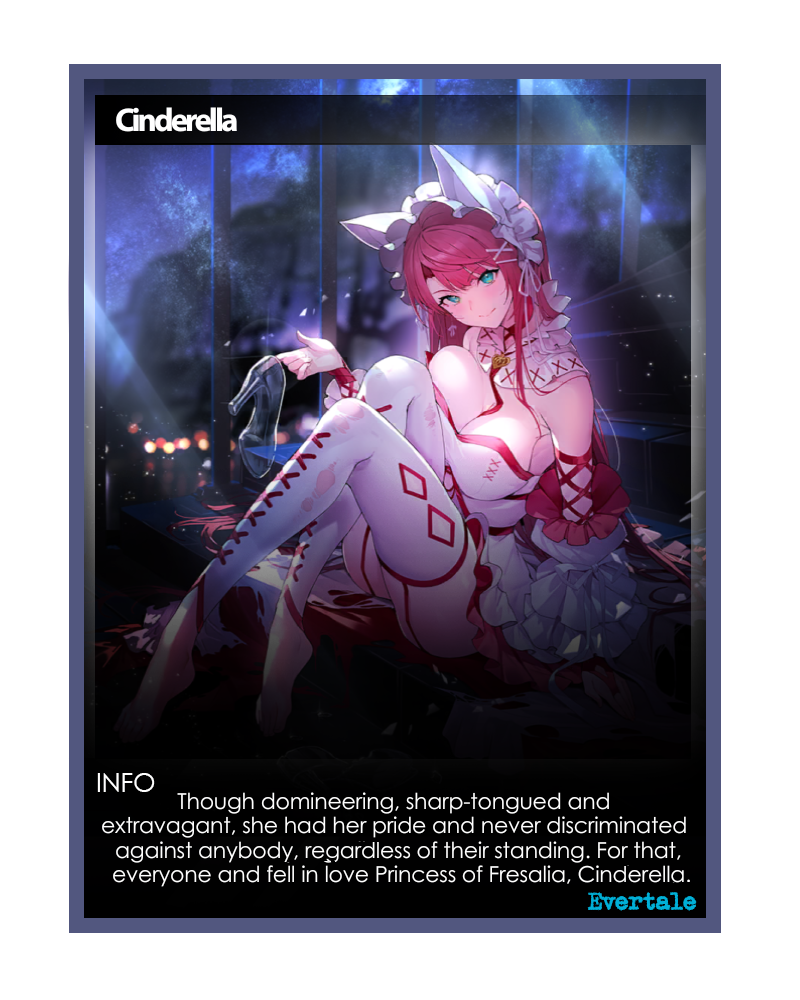 Cinderella
INFO
Though domineering, sharp-tongued and
extravagant, she had her pride and never discriminated
against anybody, regardless of their standing. For that,
everyone and fell in love Princess of Fresalia, Cinderella.
Evertale